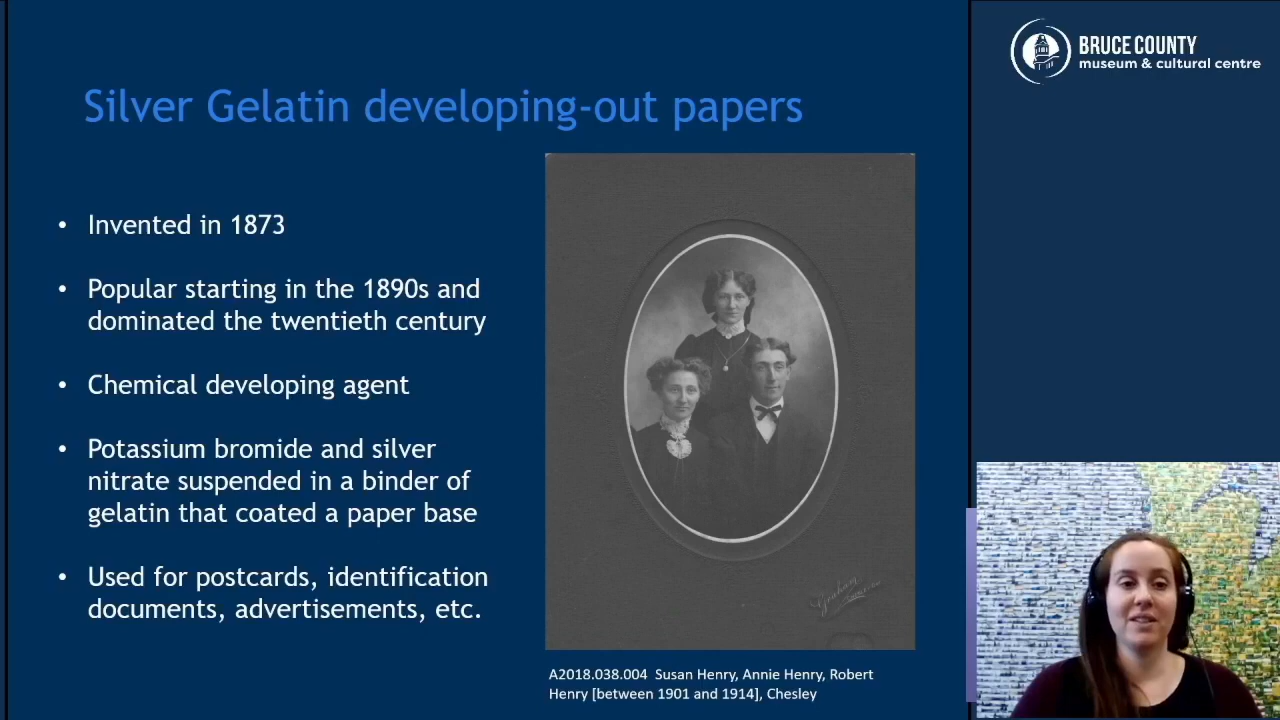 Silver Gelatin developing-out papers
• Invented in 1873
• Popular starting in the 1890s and
dominated the twentieth century
• Chemical developing agent
• Potassium bromide and silver
nitrate suspended in a binder of
gelatin that coated a paper base
• Used for postcards, identification
documents, advertisements, etc.
Graham
A2018.038.004 Susan Henry, Annie Henry, Robert
Henry [between 1901 and 1914], Chesley
BRUCE COUNTY
museum & cultural centre